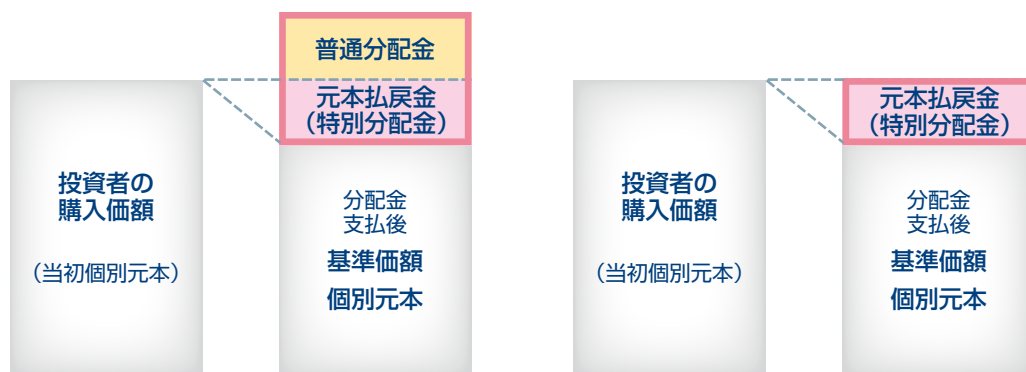 普通分配金
元本払戻金
（特別分配金）
投資者の
購入価額
（当初個別元本）
分配金
支払後
基準価額
個別元本
元本払戻金
（特別分配金）
投資者の
購入価額
（当初個別元本）
分配金
支払後
基準価額
個別元本